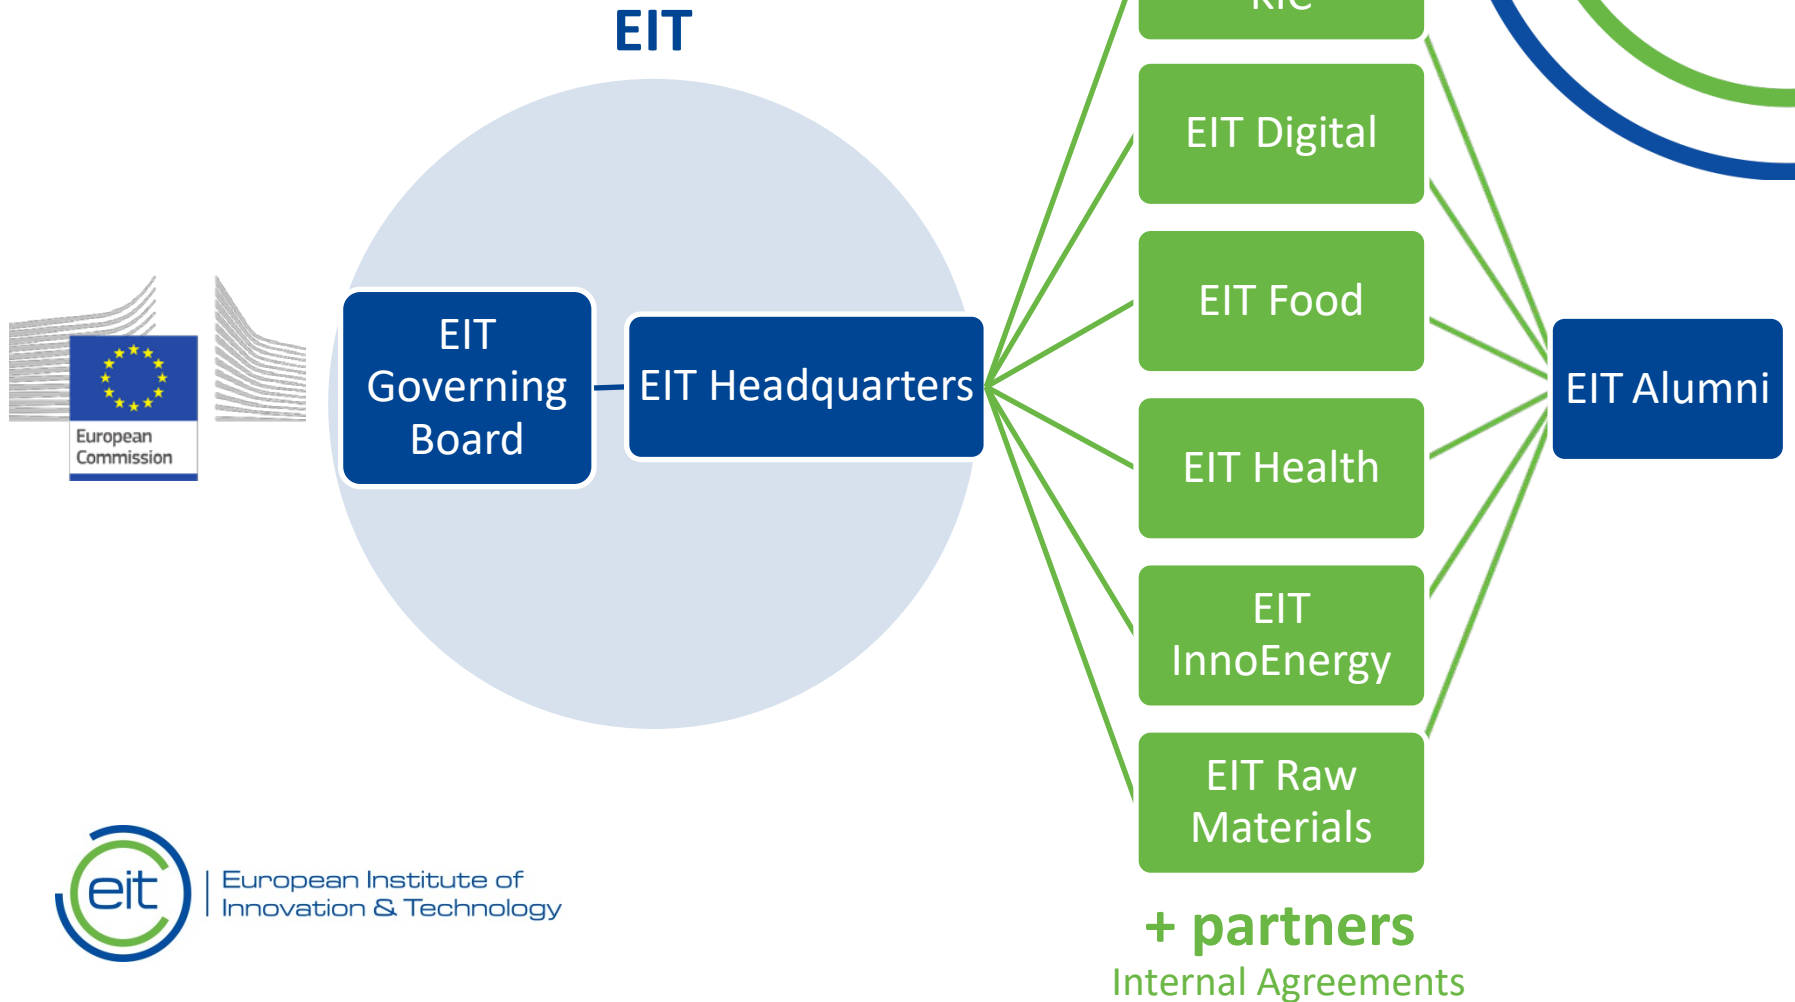 EIT
KIC
EIT Digital
EIT Food
EIT Health
EIT
InnoEnergy
EIT Raw
Materials
+ partners
Internal Agreements
EIT
Governing
Board
EIT Headquarters
EIT Alumni
European
Commission
eit
European Institute of
Innovation & Technology